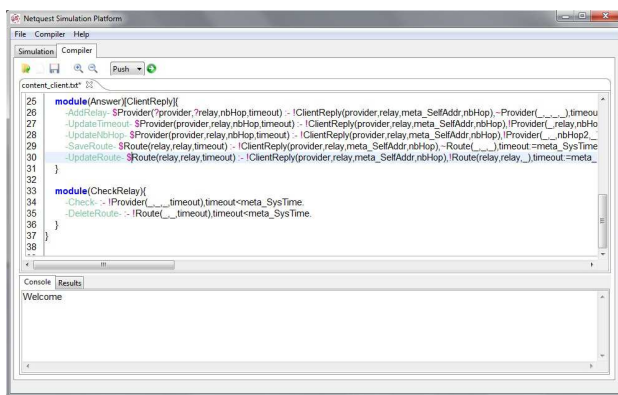 Netquest Simulation Platform
File Compiler Help
Simulation Compiler
Push
content_client.txt*
25 module(Answer)[ClientReply]{
26 -AddRelay- $Provider(?provider,?relay,nbHop,timeout) :- !ClientReply(provider,relay,meta_SelfAddr,nbHop),~Provider(_,_,_,_),timeou
27 -UpdateTimeout- $Provider(provider,relay,nbHop,timeout) :- !ClientReply(provider,relay,meta_SelfAddr,nbHop),!Provider(_,relay,nbHo
28 -UpdateNbHop- $Provider(provider,relay,nbHop,timeout) :- !ClientReply(provider,relay,meta_SelfAddr,nbHop),!Provider(_,_,nbHop2,_
29 -SaveRoute- $Route(relay,relay,timeout) :- !ClientReply(provider,relay,meta_SelfAddr,nbHop),~Route(_,_,_),timeout:=meta_SysTime
30 -UpdateRoute- $Route(relay,relay,timeout) :- !ClientReply(provider,relay,meta_SelfAddr,nbHop),!Route(relay,relay,_),timeout:=meta_
31 }
32
33 module(CheckRelay){
34 -Check- :- !Provider(_,_,_,timeout),timeout<meta_SysTime.
35 -DeleteRoute- :- !Route(_,_,timeout),timeout<meta_SysTime.
36 }
37 }
38
Console Results
Welcome